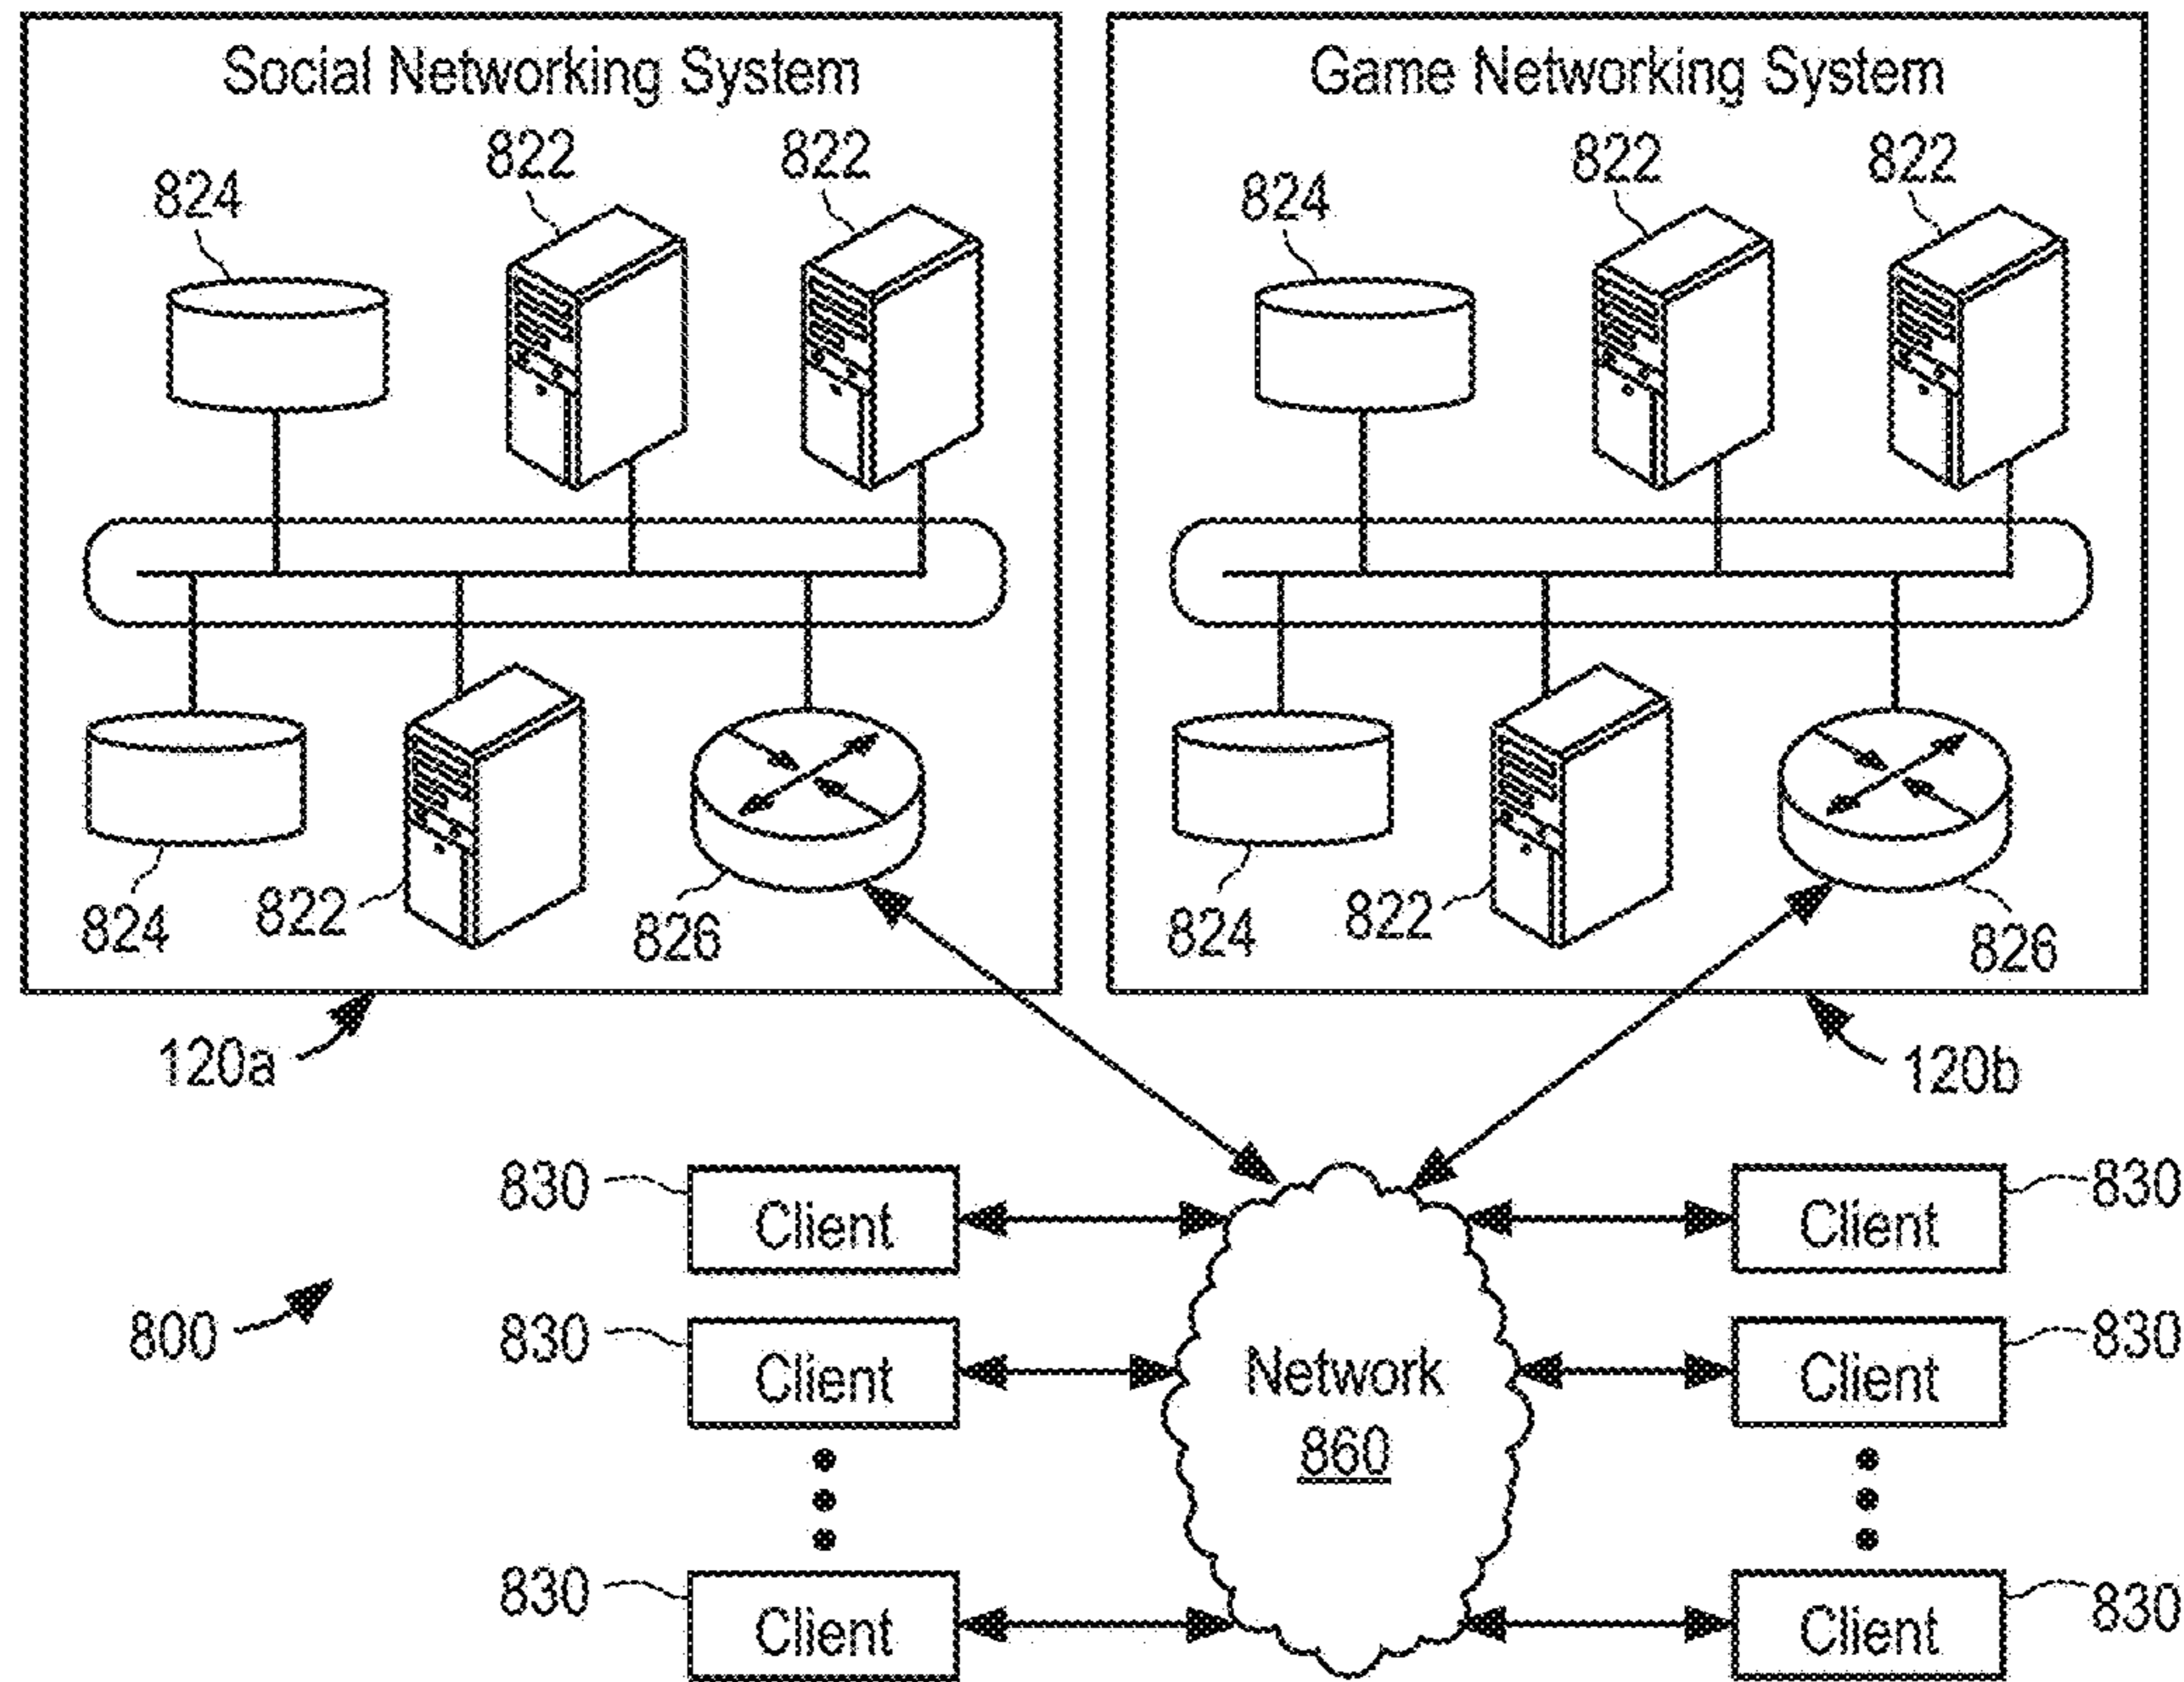 Social Networking System
Game Networking System
822 822
824
822 822
824
824 822 826
824 822 826
120a
120b
830 Client
Client 830
800
830 Client
Client 830
Network
860
830 Client
Client 830